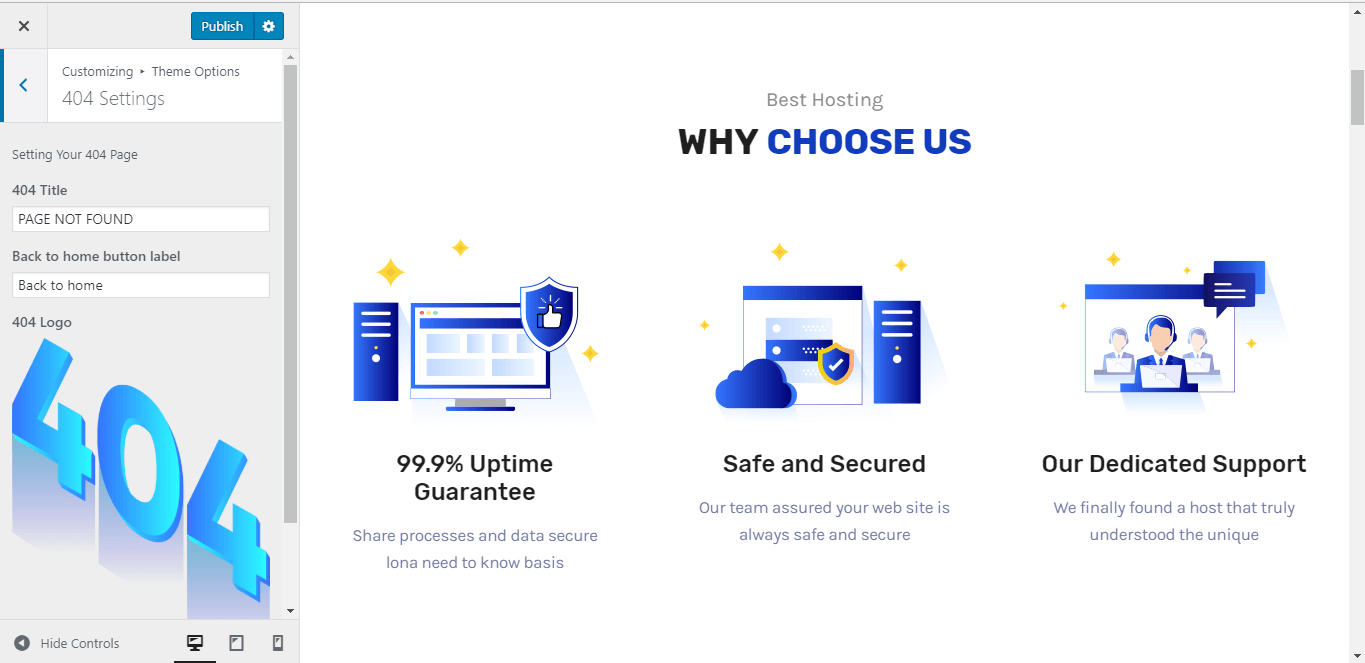 Publish
Customizing ▸ Theme Options
404 Settings
Setting Your 404 Page
404 Title
PAGE NOT FOUND
Back to home button label
Back to home
404 Logo
404
Hide Controls
Best Hosting
WHY CHOOSE US
99.9% Uptime
Guarantee
Share processes and data secure
lona need to know basis
Safe and Secured
Our team assured your web site is
always safe and secure
Our Dedicated Support
We finally found a host that truly
understood the unique